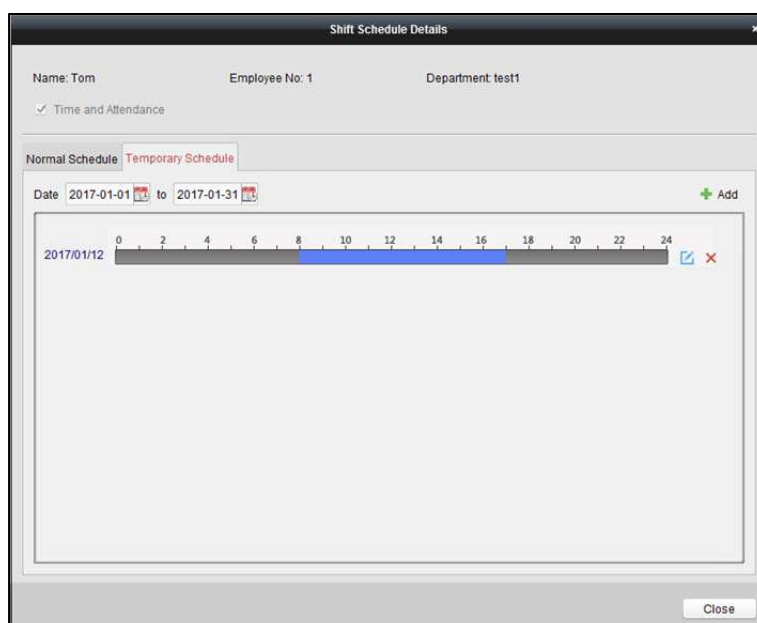 Shift Schedule Details
Name: Tom Employee No: 1 Department: test1
Time and Attendance
Normal Schedule Temporary Schedule
Date 2017-01-01 to 2017-01-31 Add
0 2 4 6 8 10 12 14 16 18 20 22 24
2017/01/12
Close